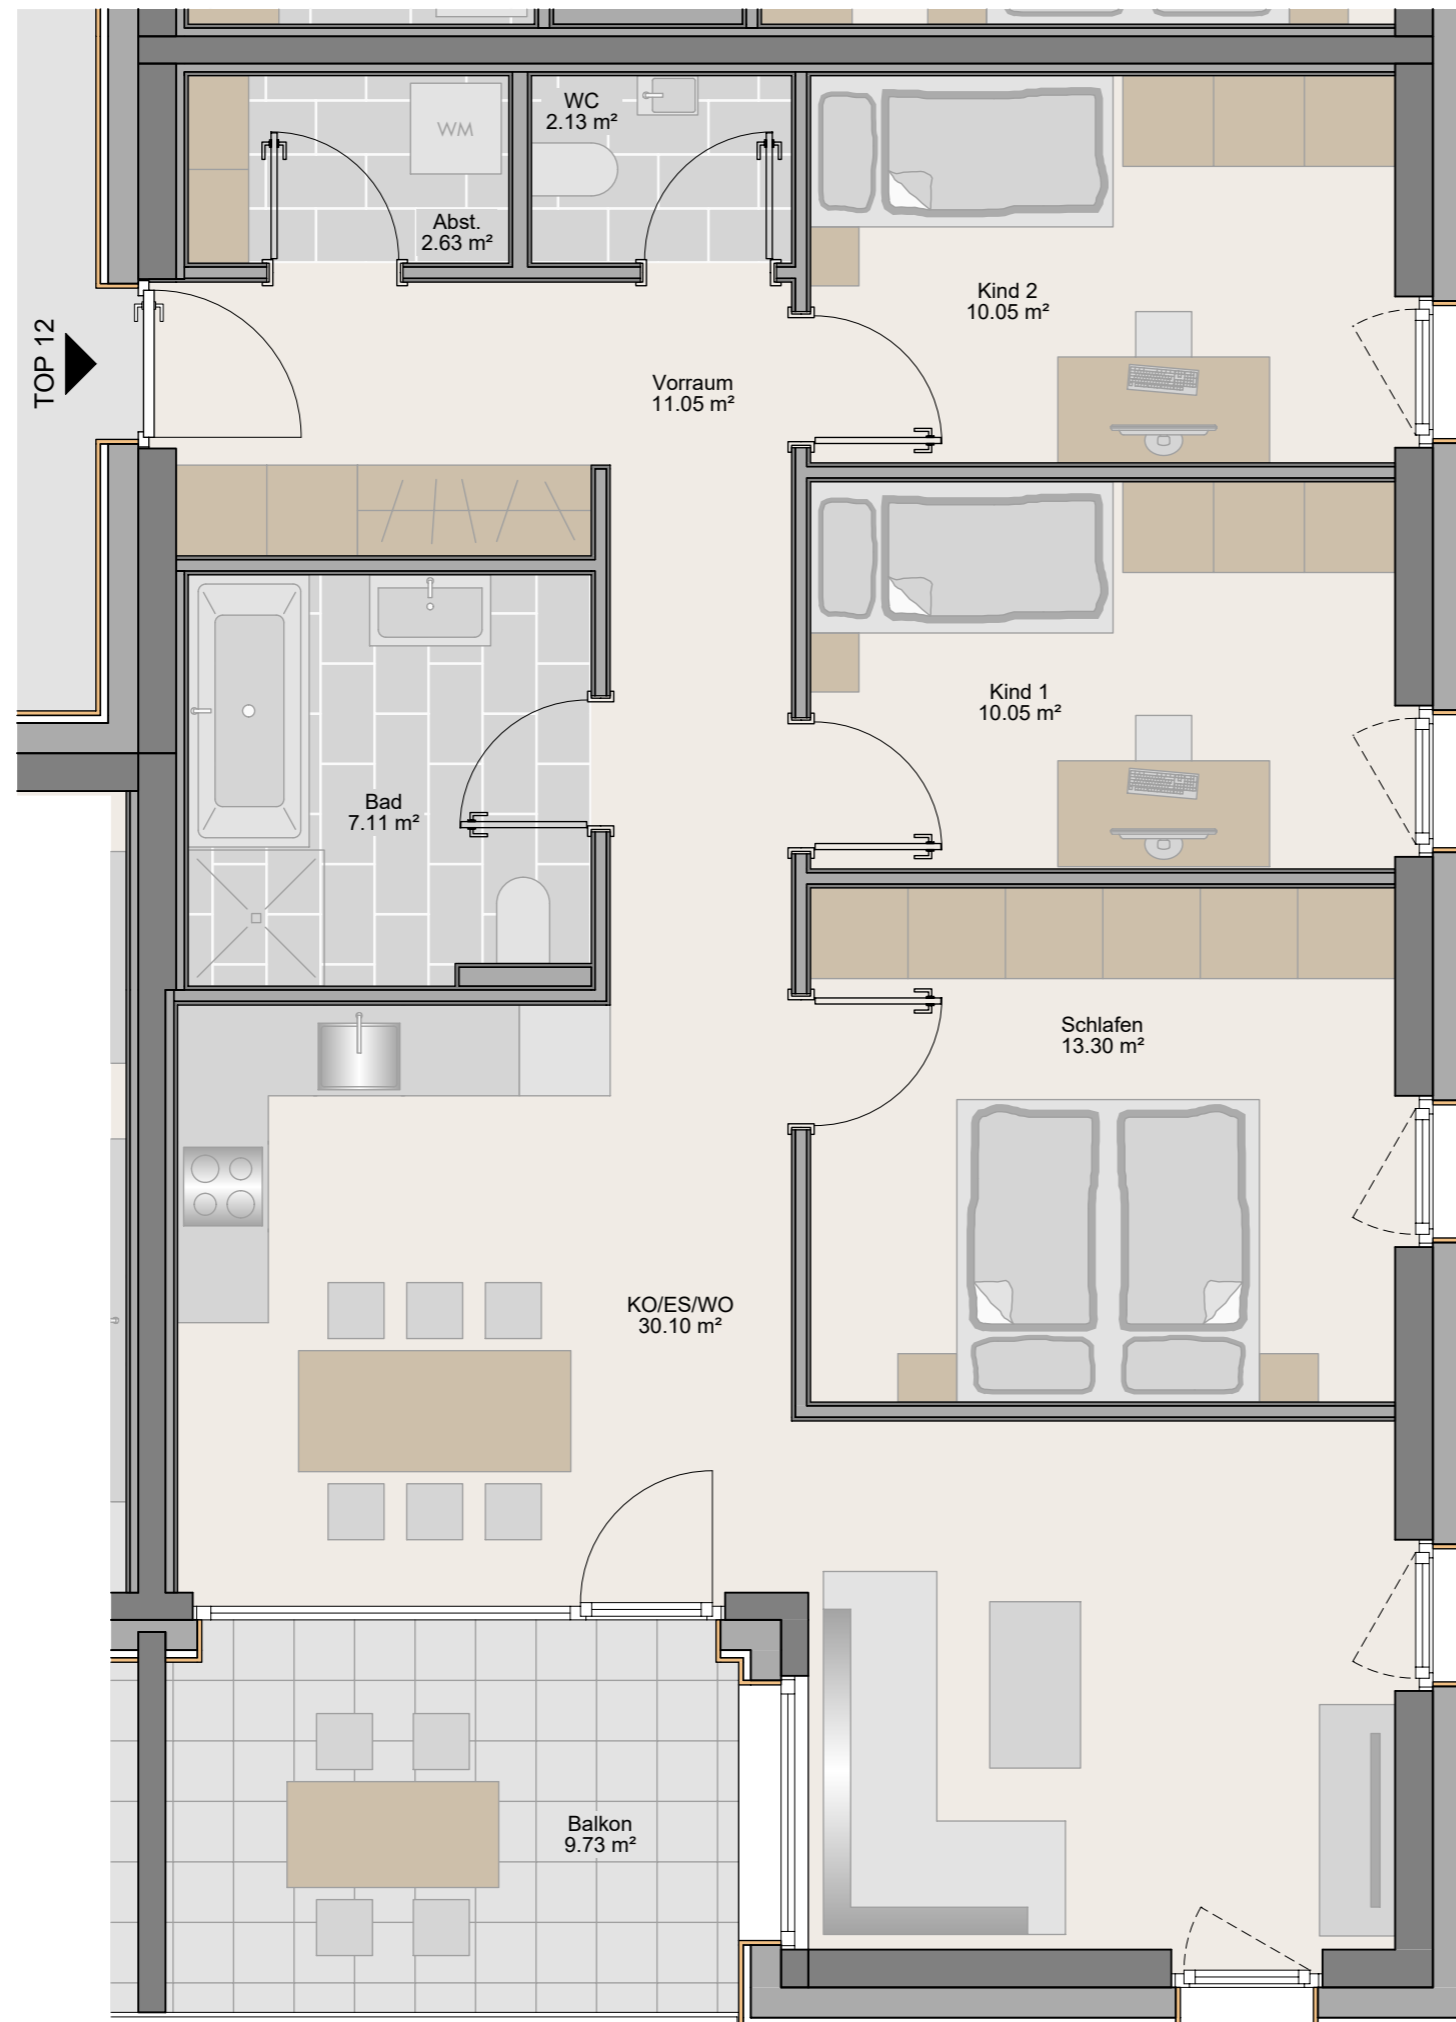 WC
2.13 m²
WM
Abst.
2.63 m²
Kind 2
10.05 m²
TOP 12
Vorraum
11.05 m²
Kind 1
10.05 m²
Bad
7.11 m²
Schlafen
13.30 m²
KO/ES/WO
30.10 m²
Balkon
9.73 m²